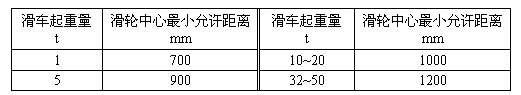 滑车起重量 滑轮中心最小允许距离 滑车起重量 滑轮中心最小允许距离
t mm t mm
1 700 10~20 1000
5 900 32~50 1200